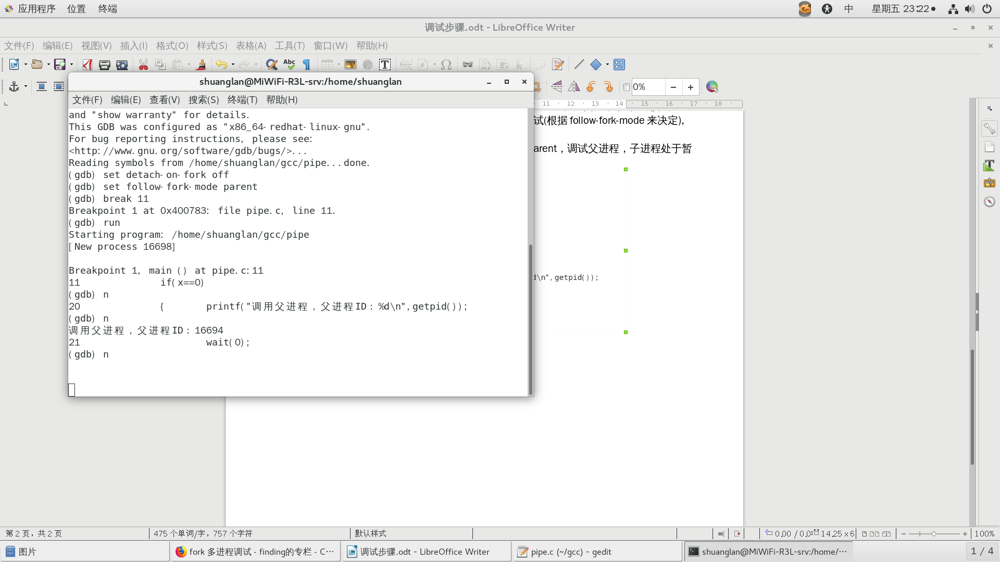 应用程序 位置 终端 中 星期五 23:22
调试步骤.odt - LibreOffice Writer
文件(F) 编辑(E) 视图(V) 插入(I) 格式(O) 样式(S) 表格(A) 工具(T) 窗口(W) 帮助(H)
Abc
shuanglan@MiWiFi-R3L-srv:/home/shuanglan
0%
文件(F) 编辑(E) 查看(V) 搜索(S) 终端(T) 帮助(H)
11 12 13 14 15 16 17 18
and "show warranty" for details.
This GDB was configured as "x86_64-redhat-linux-gnu".
For bug reporting instructions, please see:
<http://www.gnu.org/software/gdb/bugs/>...
Reading symbols from /home/shuanglan/gcc/pipe...done.
(gdb) set detach-on-fork off
(gdb) set follow-fork-mode parent
(gdb) break 11
Breakpoint 1 at 0x400783: file pipe.c, line 11.
(gdb) run
Starting program: /home/shuanglan/gcc/pipe
[New process 16698]
Breakpoint 1, main () at pipe.c:11
11 if(x==0)
(gdb) n
20 { printf("调用父进程，父进程ID：%d\n",getpid());
(gdb) n
调用父进程，父进程ID：16694
21 wait(0);
(gdb) n
试(根据 follow-fork-mode 来决定),
arent，调试父进程，子进程处于暂
d\n",getpid());
第 2 页，共 2 页 475 个单词/字，757 个字符 默认样式 0.00 / 0.0 14.25 x 6 100%
图片 fork 多进程调试 - finding的专栏 - C… 调试步骤.odt - LibreOffice Writer pipe.c (~/gcc) - gedit shuanglan@MiWiFi-R3L-srv:/home/… 1 / 4